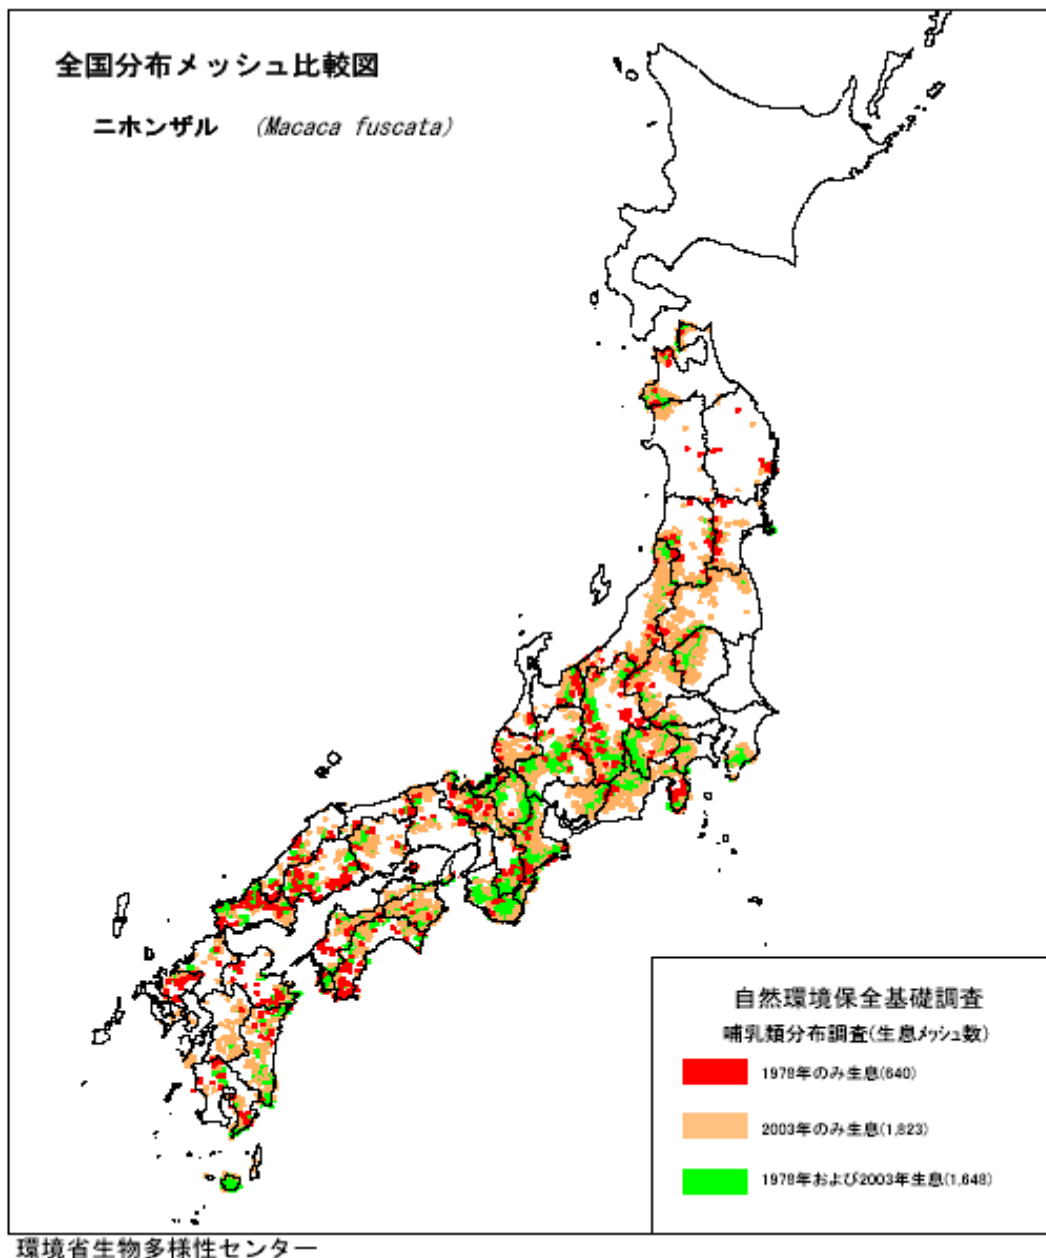 全国分布メッシュ比較図
ニホンザル (Macaca fuscata)
自然環境保全基礎調査
哺乳類分布調査(生息メッシュ数)
1978年のみ生息(640)
2003年のみ生息(1,823)
1978年および2003年生息(1,648)
環境省生物多様性センター